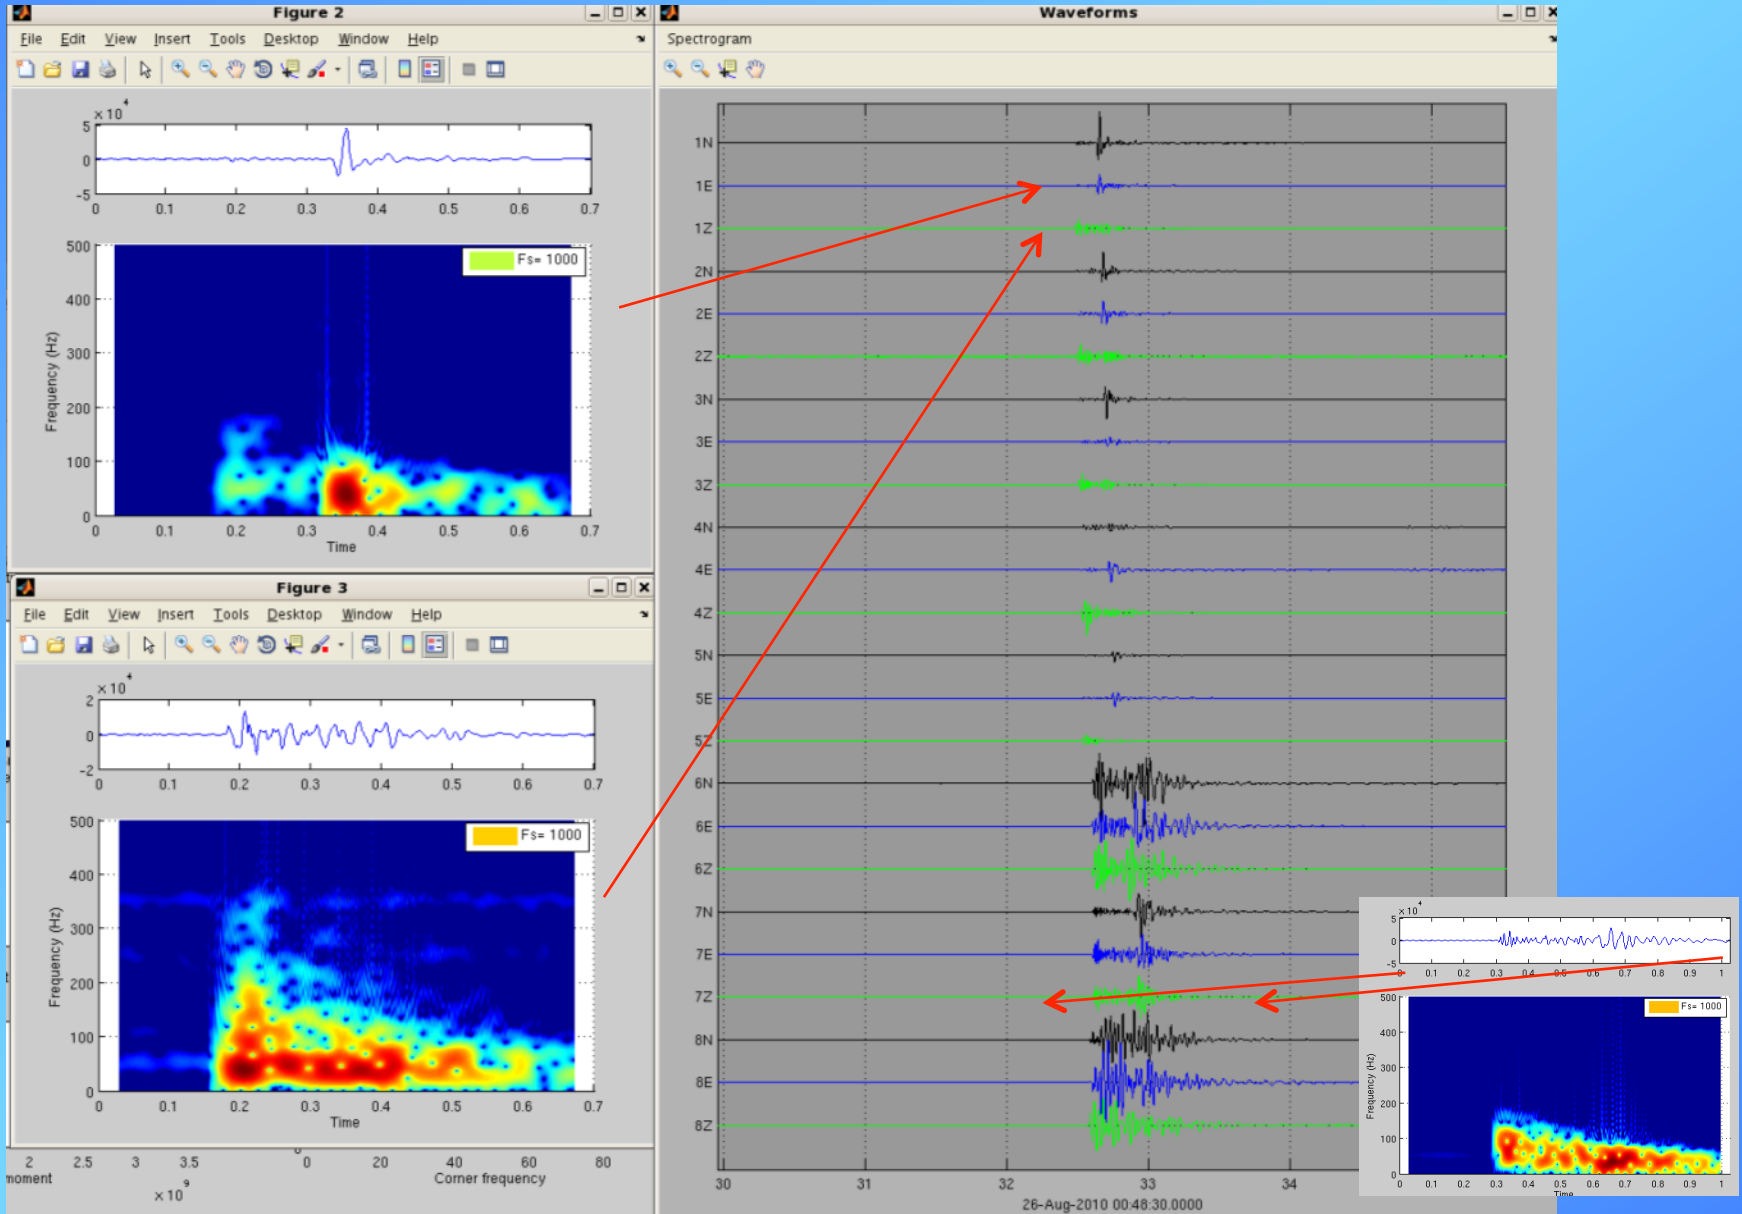 Figure 2
File Edit View Insert Tools Desktop Window Help
×10^4
5
0
-5
0 0.1 0.2 0.3 0.4 0.5 0.6 0.7
Fs= 1000
500
400
300
200
100
0
Frequency (Hz)
0 0.1 0.2 0.3 0.4 0.5 0.6 0.7
Time
Figure 3
File Edit View Insert Tools Desktop Window Help
×10^4
2
0
-2
0 0.1 0.2 0.3 0.4 0.5 0.6 0.7
Fs= 1000
500
400
300
200
100
0
Frequency (Hz)
0 0.1 0.2 0.3 0.4 0.5 0.6 0.7
Time
2 2.5 3 3.5
moment
×10^9
0 20 40 60 80
Corner frequency
Waveforms
Spectrogram
1N
1E
1Z
2N
2E
2Z
3N
3E
3Z
4N
4E
4Z
5N
5E
5Z
6N
6E
6Z
7N
7E
7Z
8N
8E
8Z
30 31 32 33 34
26-Aug-2010 00:48:30.0000
×10^4
5
0
-5
0 0.1 0.2 0.3 0.4 0.5 0.6 0.7 0.8 0.9 1
Fs= 1000
500
400
300
200
100
0
Frequency (Hz)
0 0.1 0.2 0.3 0.4 0.5 0.6 0.7 0.8 0.9 1
Time